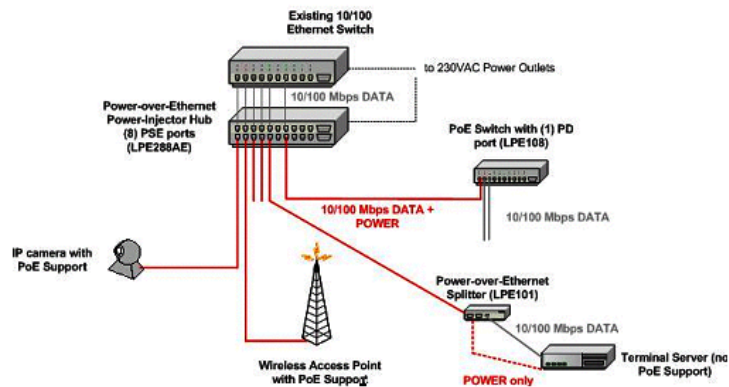 Existing 10/100
Ethernet Switch
to 230VAC Power Outlets
10/100 Mbps DATA
Power-over-Ethernet
Power-Injector Hub
(8) PSE ports
(LPE288AE)
PoE Switch with (1) PD
port (LPE108)
10/100 Mbps DATA +
POWER
10/100 Mbps DATA
IP camera with
PoE Support
Power-over-Ethernet
Splitter (LPE101)
10/100 Mbps DATA
Wireless Access Point
with PoE Support
POWER only
Terminal Server (no
PoE Support)